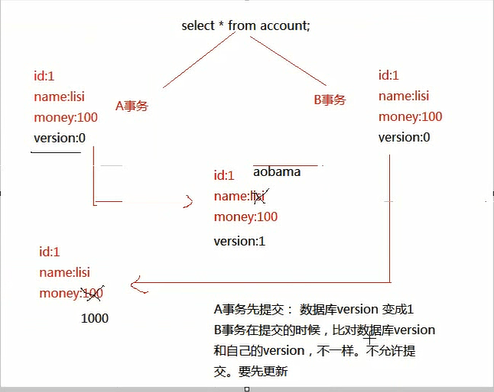 select * from account;
id:1
name:lisi
money:100
version:0
A事务
B事务
id:1
name:lisi
money:100
version:0
id:1
aobama
name:lisi
money:100
version:1
id:1
name:lisi
money:100
1000
A事务先提交： 数据库version 变成1
B事务在提交的时候，比对数据库version
和自己的version，不一样。不允许提
交。要先更新